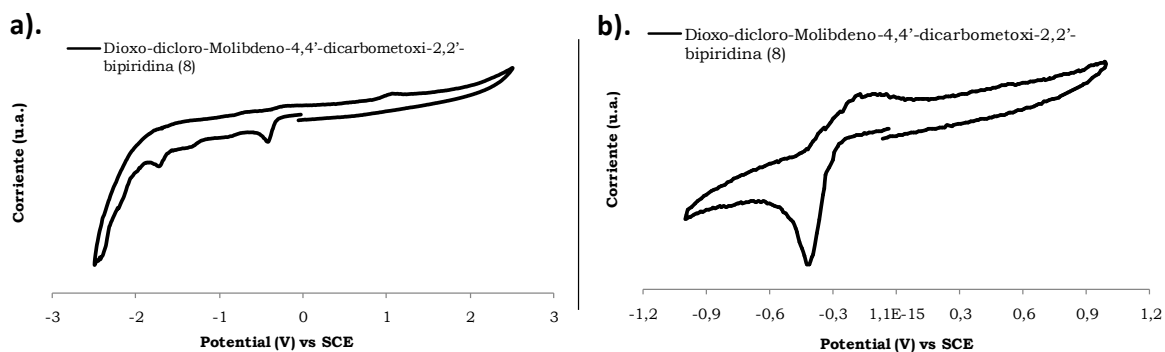 a).
Dioxo-dicloro-Molibdeno-4,4'-dicarbometoxi-2,2'-
bipiridina (8)
Corriente (u.a.)
-3 -2 -1 0 1 2 3
Potential (V) vs SCE
b).
Dioxo-dicloro-Molibdeno-4,4'-dicarbometoxi-2,2'-
bipiridina (8)
Corriente (u.a.)
-1,2 -0,9 -0,6 -0,3 1,1E-15 0,3 0,6 0,9 1,2
Potential (V) vs SCE